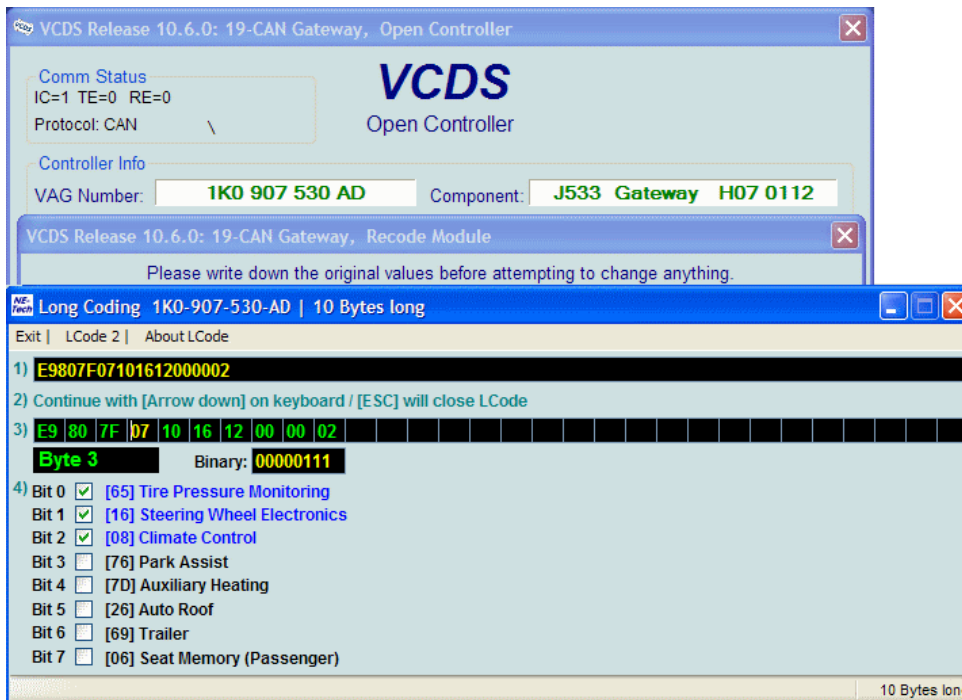 VCDS Release 10.6.0: 19-CAN Gateway, Open Controller
Comm Status
IC=1 TE=0 RE=0
Protocol: CAN \
VCDS
Open Controller
Controller Info
VAG Number: 1K0 907 530 AD Component: J533 Gateway H07 0112
VCDS Release 10.6.0: 19-CAN Gateway, Recode Module
Please write down the original values before attempting to change anything.
NE-Tech Long Coding 1K0-907-530-AD | 10 Bytes long
Exit | LCode 2 | About LCode
1) E9807F07101612000002
2) Continue with [Arrow down] on keyboard / [ESC] will close LCode
3) E9 80 7F 07 10 16 12 00 00 02
Byte 3 Binary: 00000111
4) Bit 0 [65] Tire Pressure Monitoring
Bit 1 [16] Steering Wheel Electronics
Bit 2 [08] Climate Control
Bit 3 [76] Park Assist
Bit 4 [7D] Auxiliary Heating
Bit 5 [26] Auto Roof
Bit 6 [69] Trailer
Bit 7 [06] Seat Memory (Passenger)
10 Bytes lon